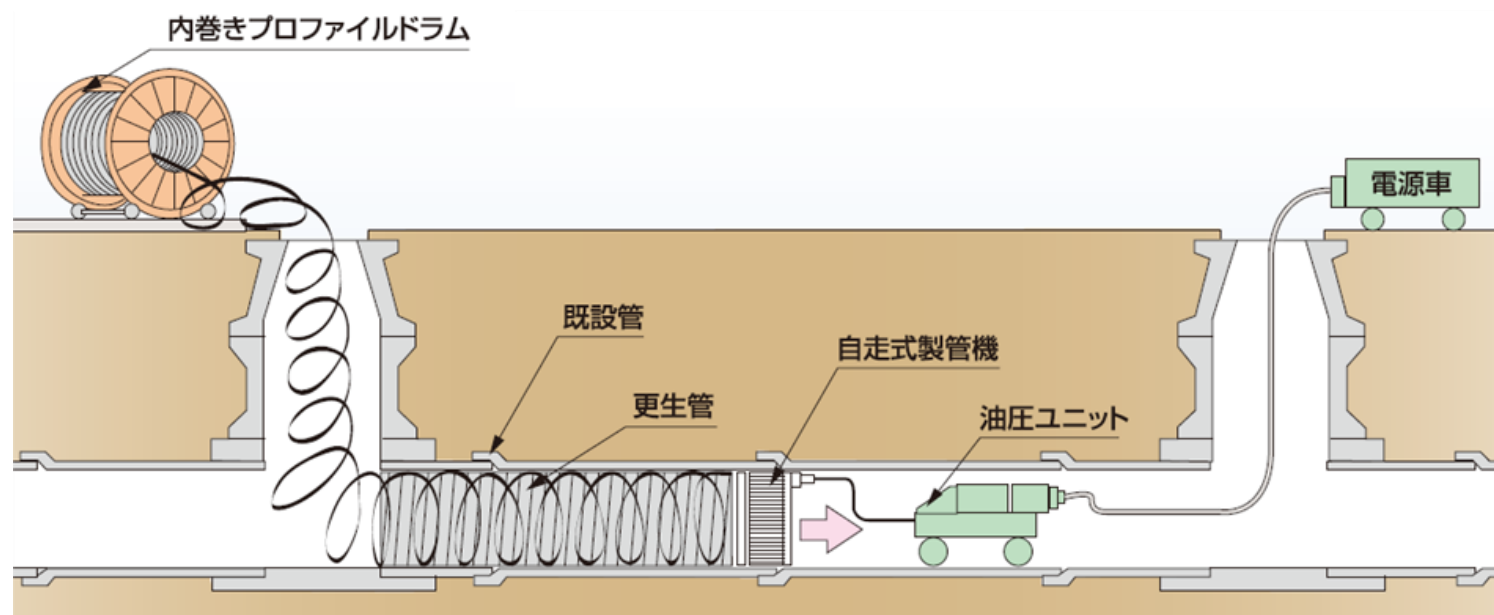 内巻きプロファイルドラム
電源車
既設管
自走式製管機
更生管
油圧ユニット